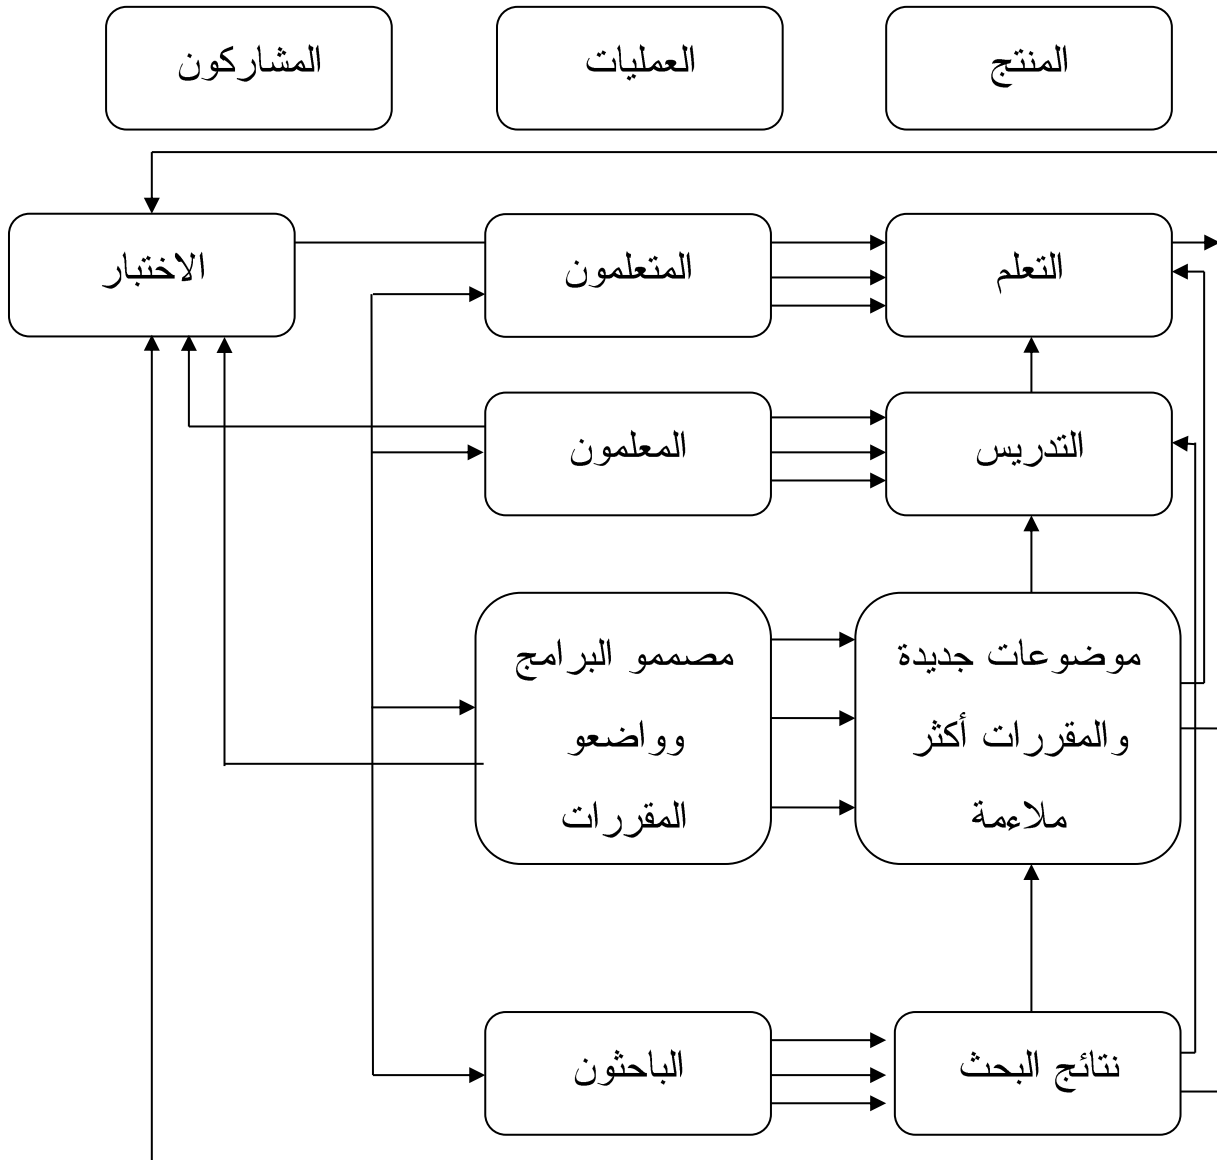 المشاركون
العمليات
المنتج
الاختبار
المتعلمون
التعلم
المعلمون
التدريس
مصممو البرامج
وواضعو
المقررات
موضوعات جديدة
والمقررات أكثر
ملاءمة
الباحثون
نتائج البحث